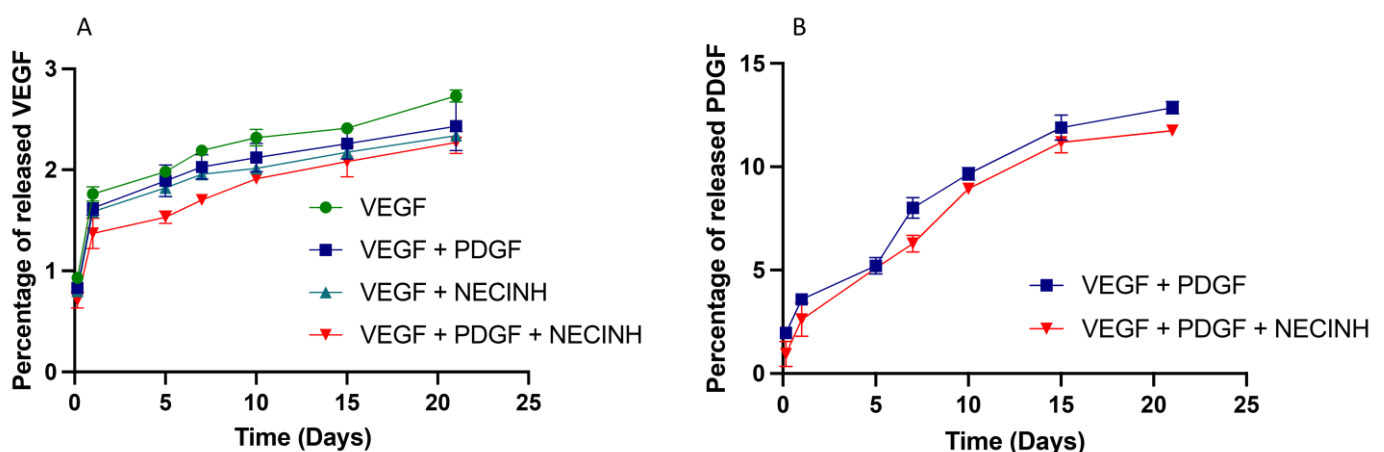 A
Percentage of released VEGF
3
2
1
0
0 5 10 15 20 25
Time (Days)
VEGF
VEGF + PDGF
VEGF + NECINH
VEGF + PDGF + NECINH
B
Percentage of released PDGF
15
10
5
0
0 5 10 15 20 25
Time (Days)
VEGF + PDGF
VEGF + PDGF + NECINH